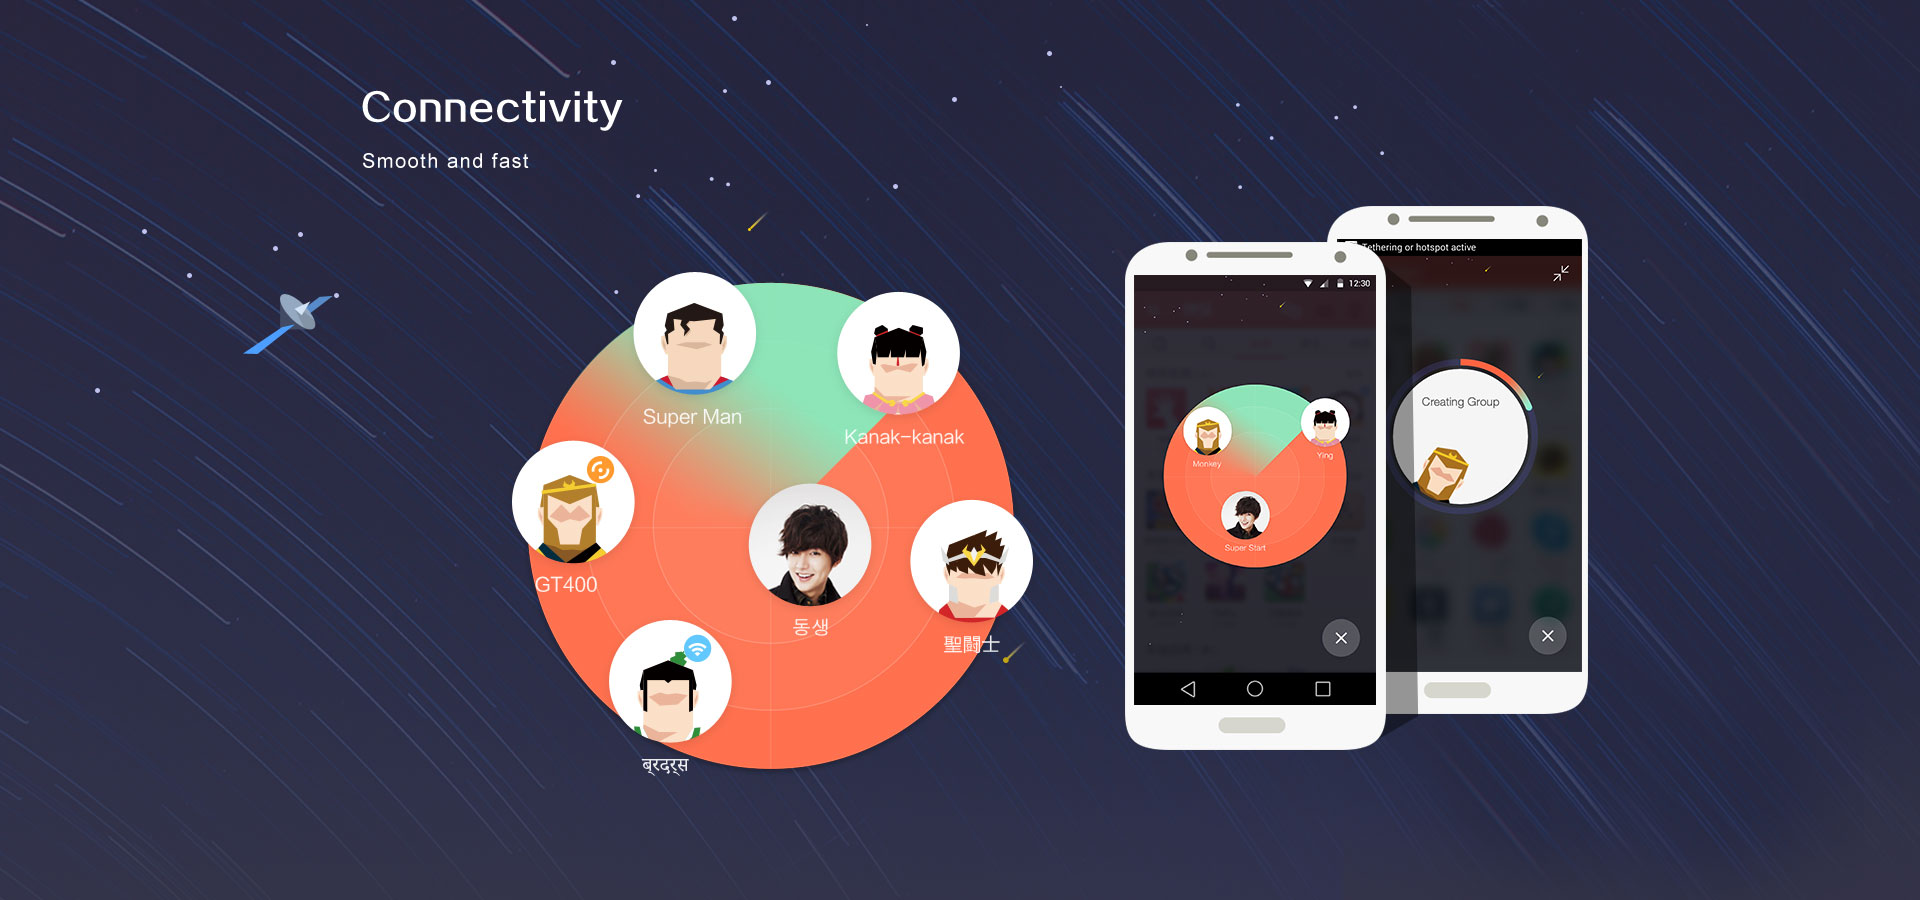 Connectivity
Smooth and fast
Super Man
Kanak-kanak
GT400
동생
聖闘士
ब्रदर्स
12:30
Monkey
Ying
Super Start
Tethering or hotspot active
Creating Group